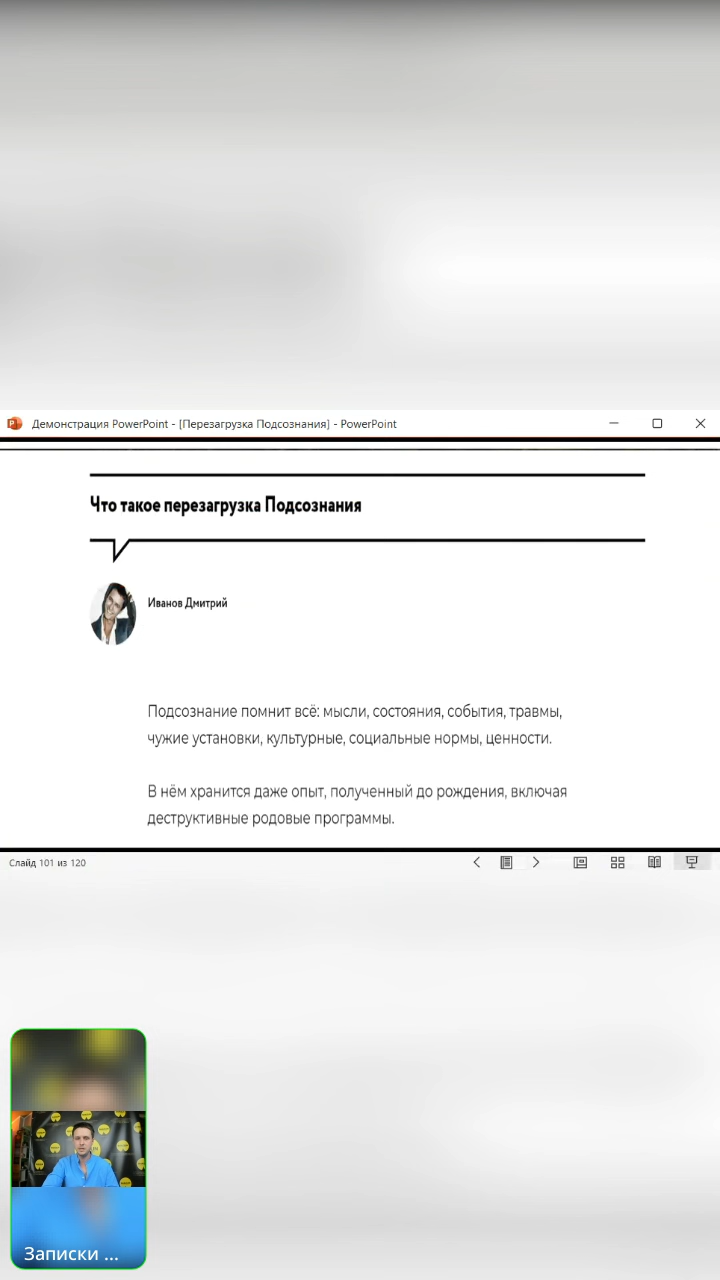 Демонстрация PowerPoint - [Перезагрузка Подсознания] - PowerPoint
Что такое перезагрузка Подсознания
Иванов Дмитрий
Подсознание помнит всё: мысли, состояния, события, травмы,
чужие установки, культурные, социальные нормы, ценности.
В нём хранится даже опыт, полученный до рождения, включая
деструктивные родовые программы.
Слайд 101 из 120
Записки ...